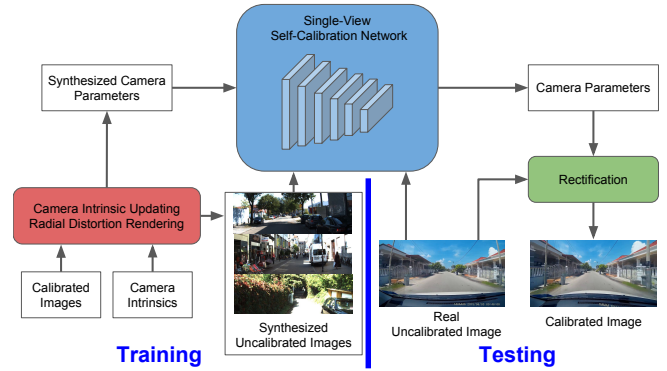 Single-View
Self-Calibration Network
Synthesized Camera
Parameters
Camera Parameters
Camera Intrinsic Updating
Radial Distortion Rendering
Rectification
Calibrated
Images
Camera
Intrinsics
Synthesized
Uncalibrated Images
Real
Uncalibrated Image
Calibrated Image
Training
Testing